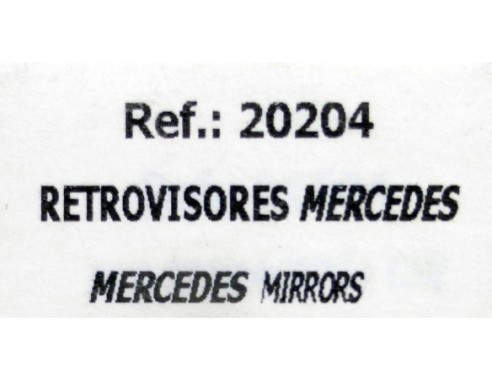 Ref.: 20204
RETROVISORES MERCEDES
MERCEDES MIRRORS